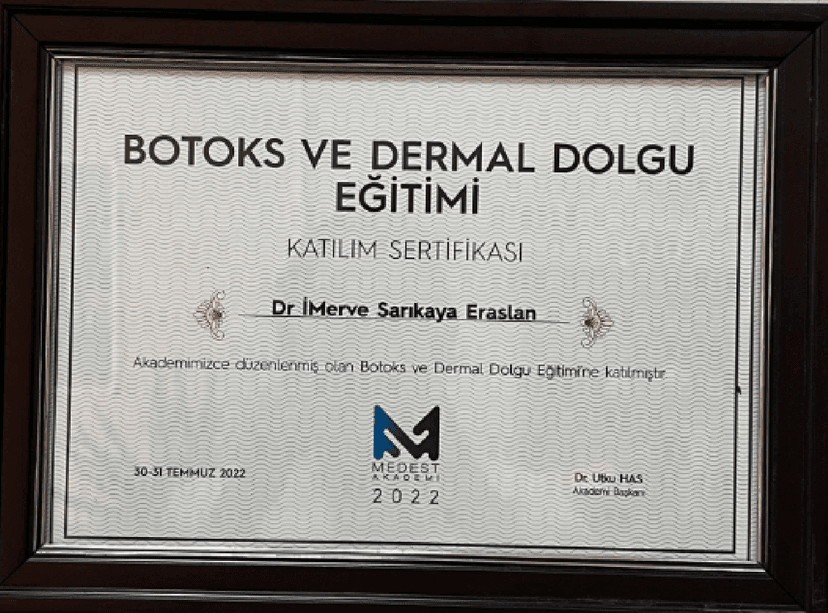 BOTOKS VE DERMAL DOLGU
EĞİTİMİ
KATILIM SERTİFİKASI
Dr İMerve Sarıkaya Eraslan
Akademimizce düzenlenmiş olan Botoks ve Dermal Dolgu Eğitimi'ne katılmıştır
MEDEST
AKADEMİ
2022
30-31 TEMMUZ 2022
Dr. Utku HAS
Akademi Başkanı